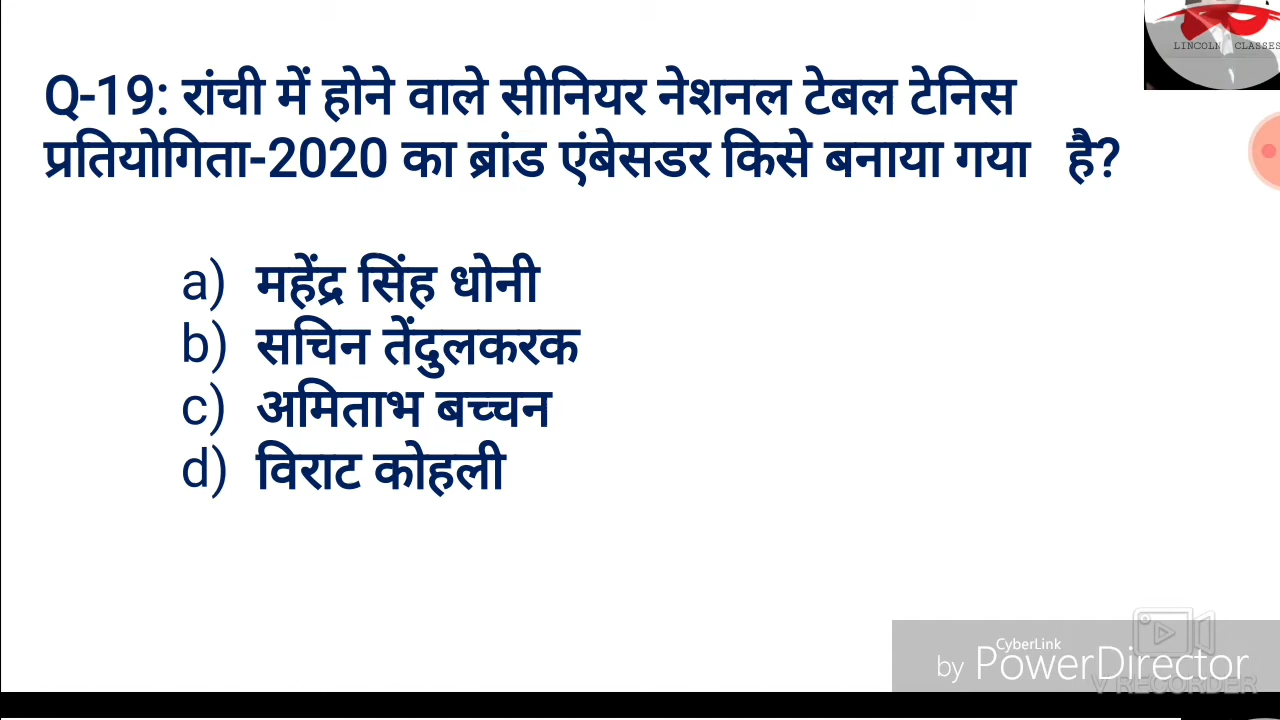 LINCOLN CLASSES
Q-19: रांची में होने वाले सीनियर नेशनल टेबल टेनिस
प्रतियोगिता-2020 का ब्रांड एंबेसडर किसे बनाया गया है?
a) महेंद्र सिंह धोनी
b) सचिन तेंदुलकरक
c) अमिताभ बच्चन
d) विराट कोहली
CyberLink
by PowerDirector
V RECORDER